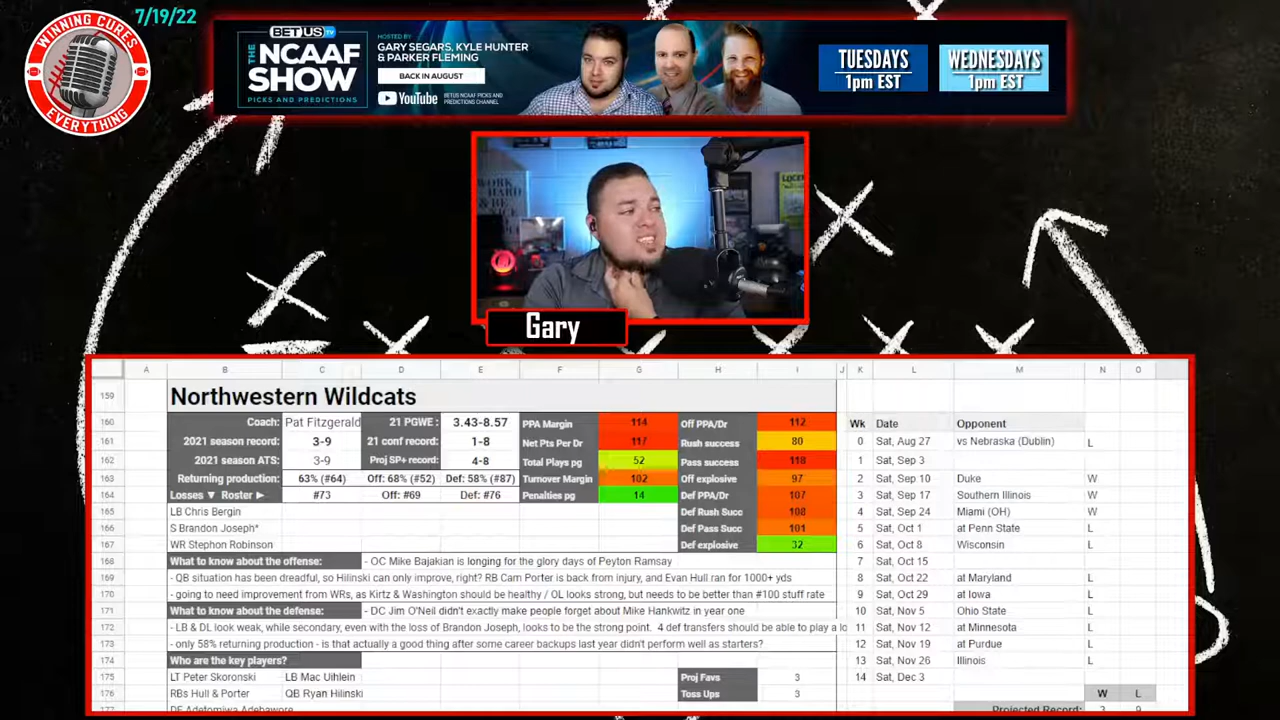 7/19/22
WINNING CURES
EVERYTHING
BETUS TV
THE NCAAF SHOW
PICKS AND PREDICTIONS
HOSTED BY
GARY SEGARS, KYLE HUNTER
& PARKER FLEMING
BACK IN AUGUST
YouTube BETUS NCAAF PICKS AND PREDICTIONS CHANNEL
TUESDAYS
1pm EST
WEDNESDAYS
1pm EST
WORK HARD & BE
Gary
A B C D E F G H I J K L M N O
159 Northwestern Wildcats
160 Coach: Pat Fitzgerald 21 PGWE : 3.43-8.57 PPA Margin 114 Off PPA/Dr 112 Wk Date Opponent
161 2021 season record: 3-9 21 conf record: 1-8 Net Pts Per Dr 117 Rush success 80 0 Sat, Aug 27 vs Nebraska (Dublin) L
162 2021 season ATS: 3-9 Proj SP+ record: 4-8 Total Plays pg 52 Pass success 118 1 Sat, Sep 3
163 Returning production: 63% (#64) Off: 68% (#52) Def: 58% (#87) Turnover Margin 102 Off explosive 97 2 Sat, Sep 10 Duke W
164 Losses ▼ Roster ► #73 Off: #69 Def: #76 Penalties pg 14 Def PPA/Dr 107 3 Sat, Sep 17 Southern Illinois W
165 LB Chris Bergin Def Rush Succ 108 4 Sat, Sep 24 Miami (OH) W
166 S Brandon Joseph* Def Pass Succ 101 5 Sat, Oct 1 at Penn State L
167 WR Stephon Robinson Def explosive 32 6 Sat, Oct 8 Wisconsin L
168 What to know about the offense: - OC Mike Bajakian is longing for the glory days of Peyton Ramsay 7 Sat, Oct 15
169 - QB situation has been dreadful, so Hilinski can only improve, right? RB Cam Porter is back from injury, and Evan Hull ran for 1000+ yds 8 Sat, Oct 22 at Maryland L
170 - going to need improvement from WRs, as Kirtz & Washington should be healthy / OL looks strong, but needs to be better than #100 stuff rate 9 Sat, Oct 29 at Iowa L
171 What to know about the defense: - DC Jim O'Neil didn't exactly make people forget about Mike Hankwitz in year one 10 Sat, Nov 5 Ohio State L
172 - LB & DL look weak, while secondary, even with the loss of Brandon Joseph, looks to be the strong point. 4 def transfers should be able to play a lo 11 Sat, Nov 12 at Minnesota L
173 - only 58% returning production - is that actually a good thing after some career backups last year didn't perform well as starters? 12 Sat, Nov 19 at Purdue L
174 Who are the key players? 13 Sat, Nov 26 Illinois L
175 LT Peter Skoronski LB Mac Uihlein Proj Favs 3 14 Sat, Dec 3
176 RBs Hull & Porter QB Ryan Hilinski Toss Ups 3 W L
177 DE Adetomiwa Adebawore Projected Record: 3 9